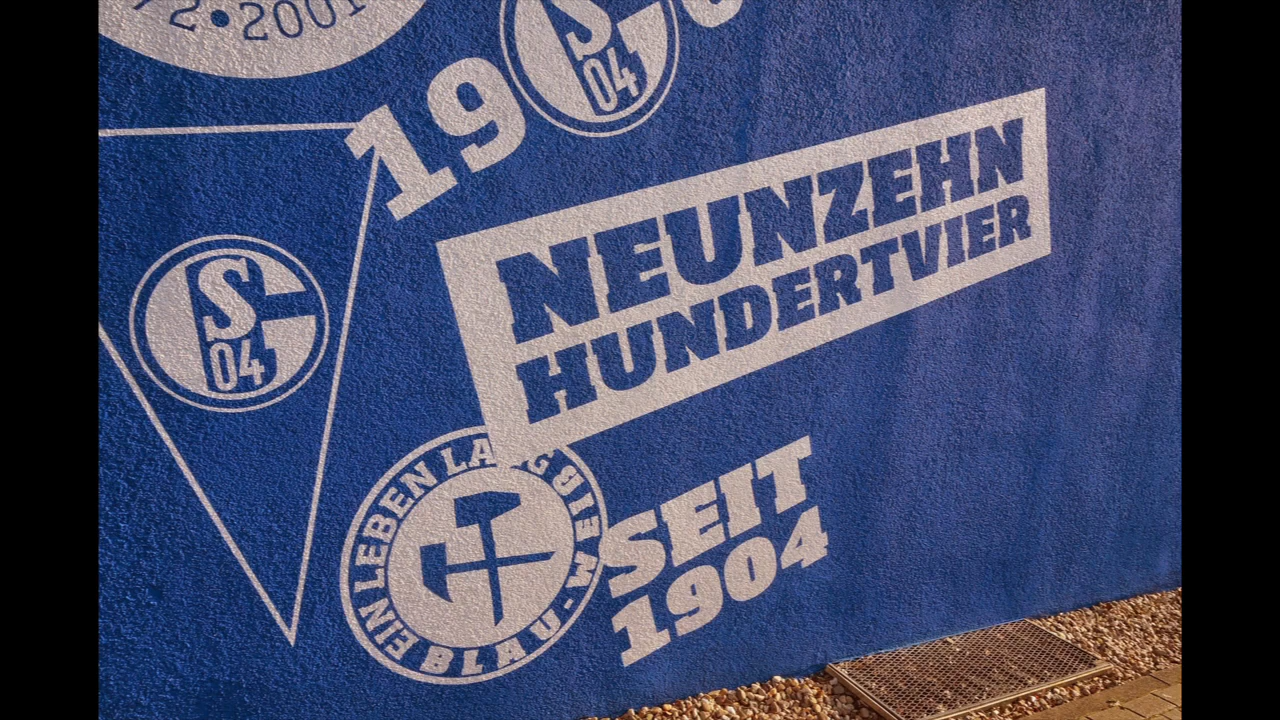 2 • 2001
19
S
04
S
04
NEUNZEHN
HUNDERTVIER
EIN LEBEN LANG
BLAU - WEIß
SEIT
1904